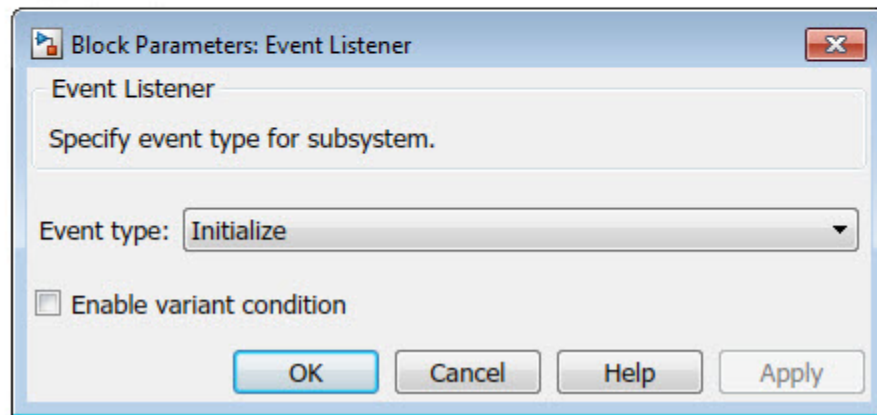 Block Parameters: Event Listener
Event Listener
Specify event type for subsystem.
Event type: Initialize
Enable variant condition
OK Cancel Help Apply